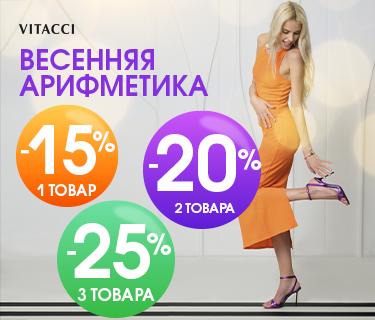 VITACCI
ВЕСЕННЯЯ
АРИФМЕТИКА
-15%
1 ТОВАР
-20%
2 ТОВАРА
-25%
3 ТОВАРА